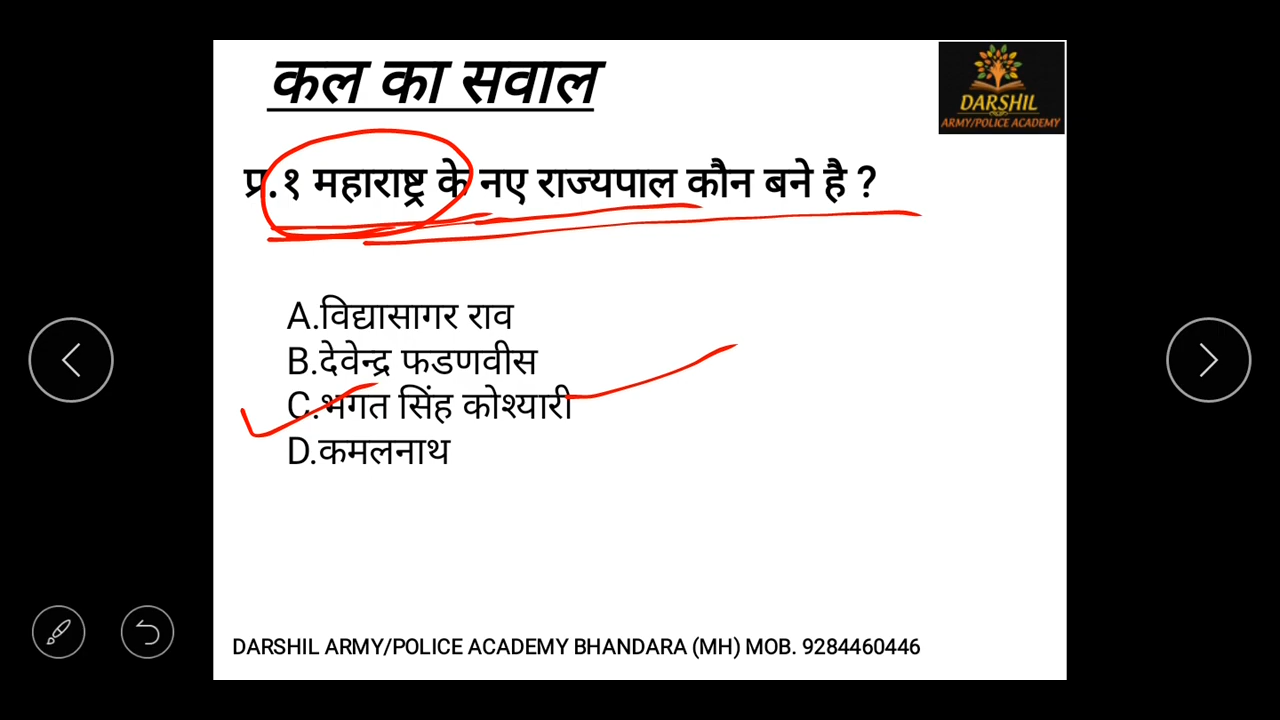 कल का सवाल
DARSHIL
ARMY/POLICE ACADEMY
प्र.१ महाराष्ट्र के नए राज्यपाल कौन बने है ?
A.विद्यासागर राव
B.देवेन्द्र फडणवीस
C.भगत सिंह कोश्यारी
D.कमलनाथ
DARSHIL ARMY/POLICE ACADEMY BHANDARA (MH) MOB. 9284460446